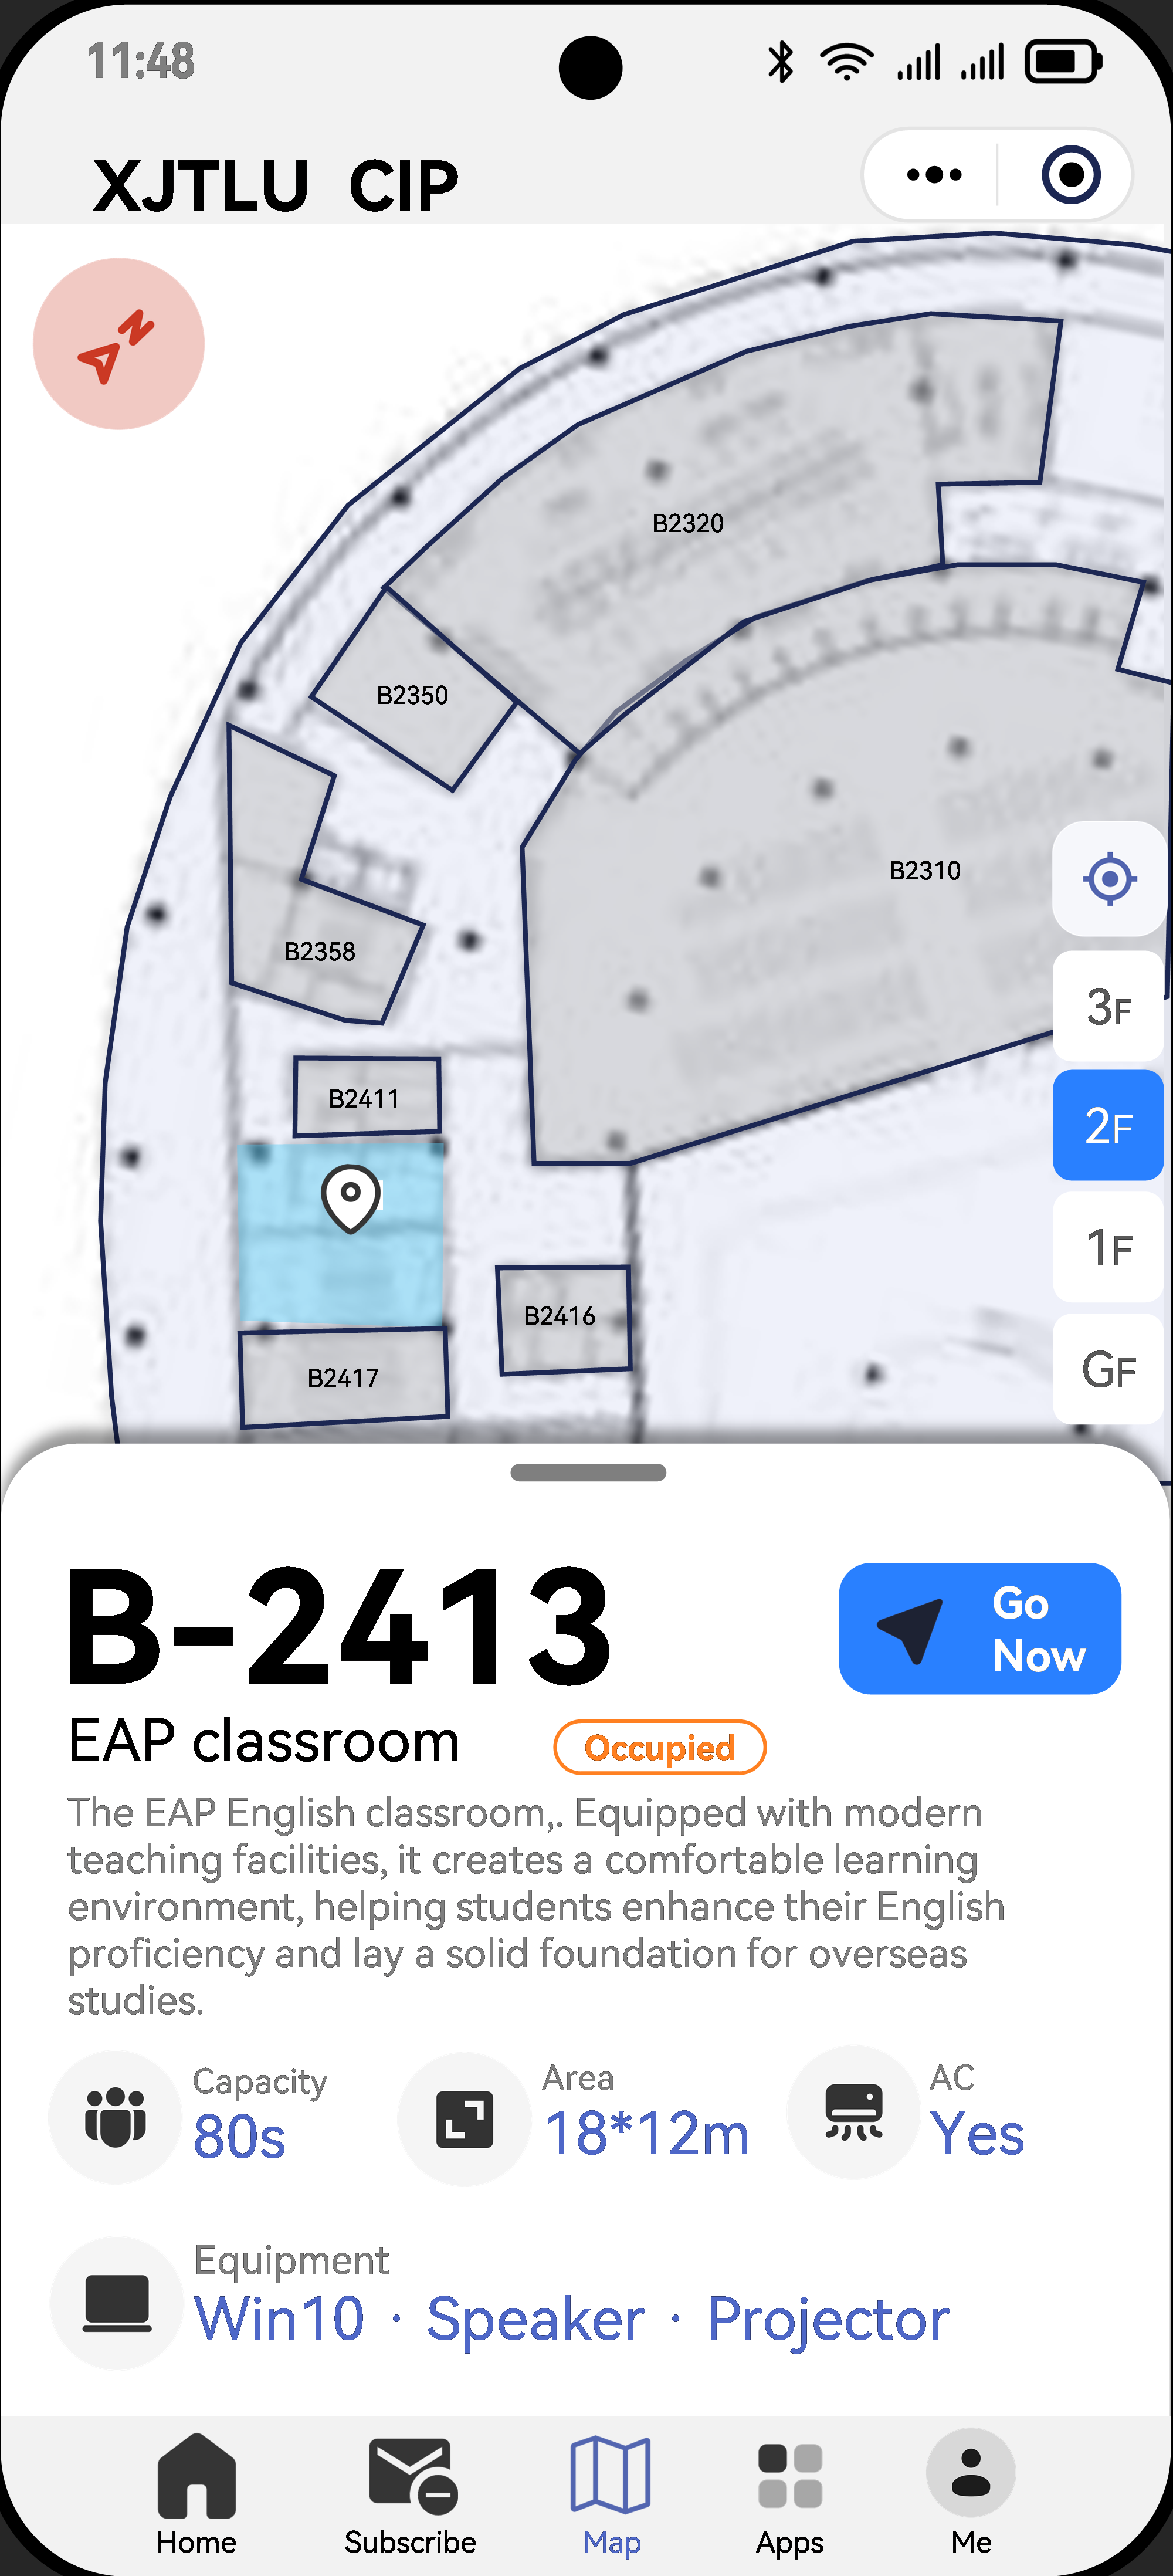 11:48
XJTLU CIP
N
B2320
B2350
B2310
B2358
3F
B2411
2F
1F
B2416
B2417
GF
B-2413
Go
Now
EAP classroom
Occupied
The EAP English classroom,. Equipped with modern
teaching facilities, it creates a comfortable learning
environment, helping students enhance their English
proficiency and lay a solid foundation for overseas
studies.
Capacity
80s
Area
18*12m
AC
Yes
Equipment
Win10 · Speaker · Projector
Home
Subscribe
Map
Apps
Me